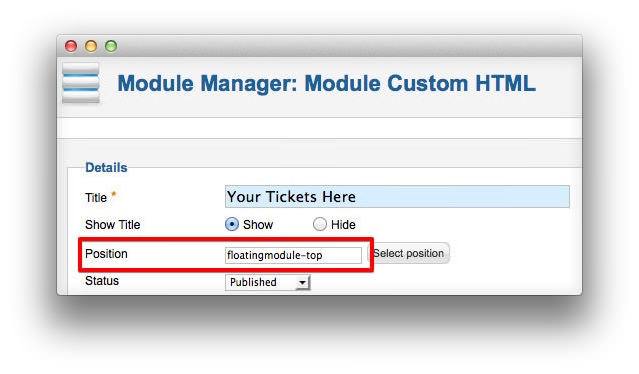 Module Manager: Module Custom HTML
Details
Title *
Your Tickets Here
Show Title
Show
Hide
Position
floatingmodule-top
Select position
Status
Published